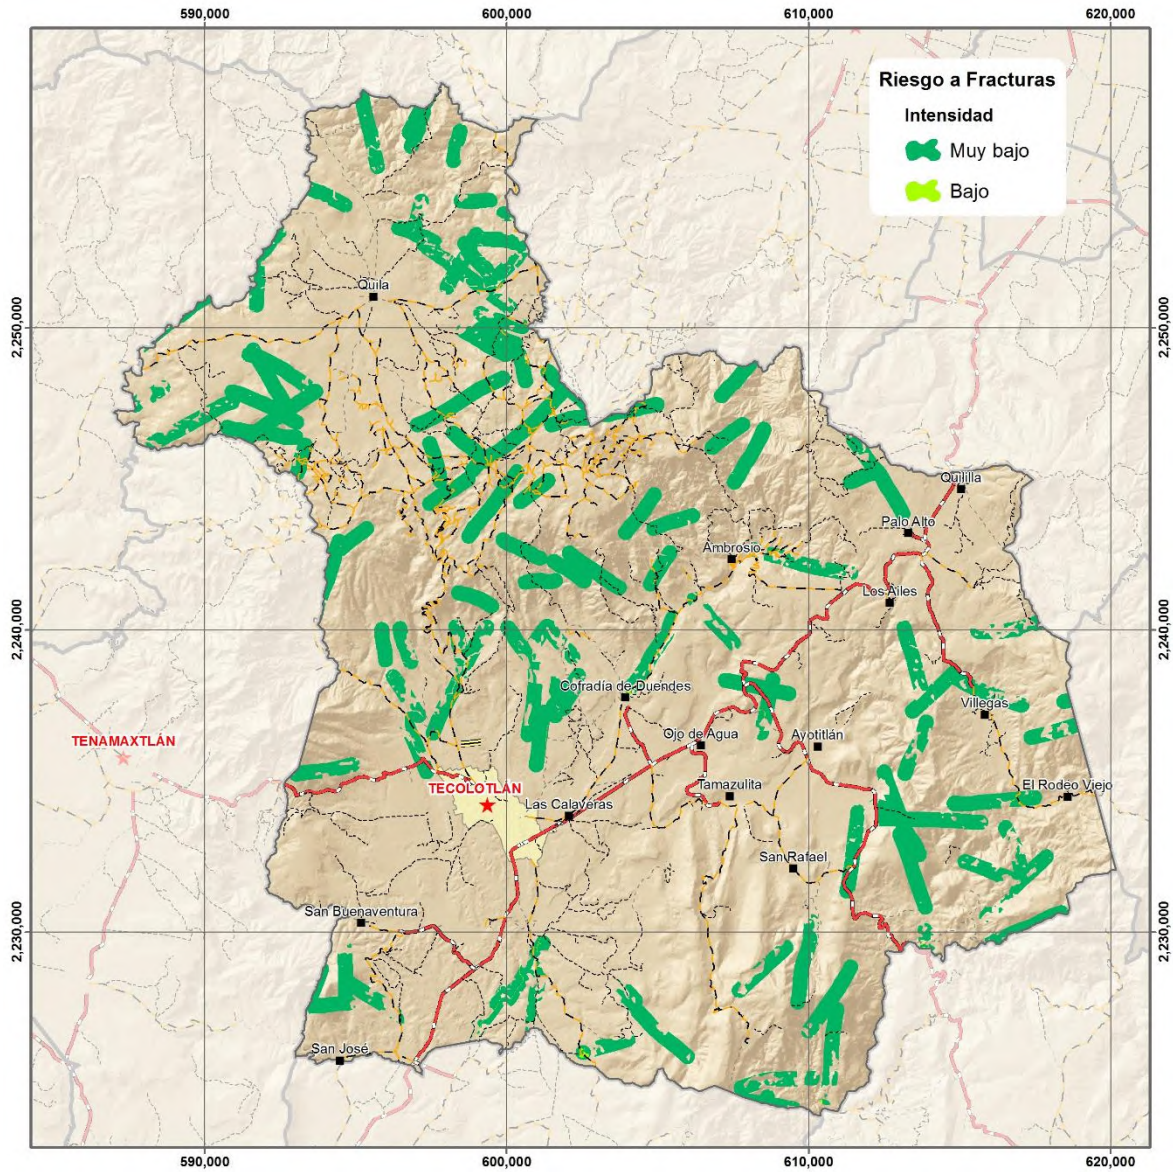 590,000
600,000
610,000
620,000
Riesgo a Fracturas
Intensidad
Muy bajo
Bajo
Quila
2,250,000
2,250,000
Quililla
Palo Alto
Ambrosio
Los Ailes
2,240,000
2,240,000
Cofradía de Duendes
Villegas
TENAMAXTLÁN
Ojo de Agua
Ayotitlán
TECOLOTLÁN
Tamazulita
El Rodeo Viejo
Las Calaveras
San Rafael
San Buenaventura
2,230,000
2,230,000
San José
590,000
600,000
610,000
620,000